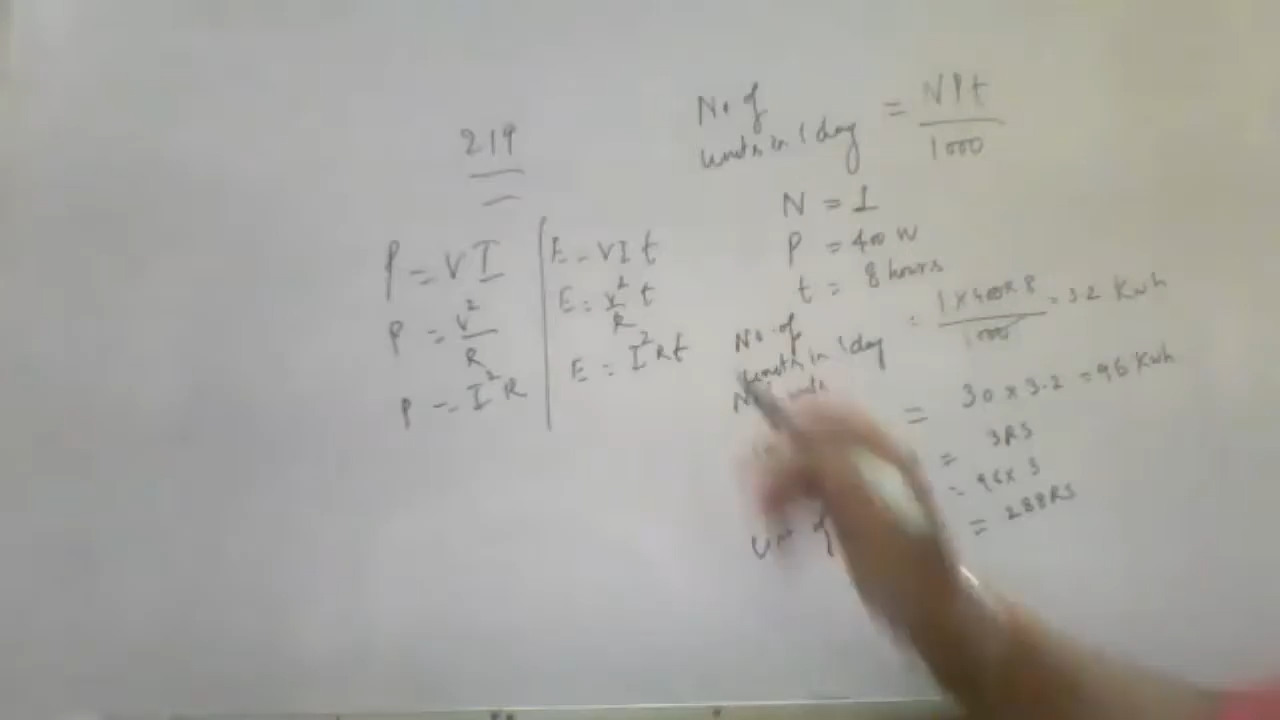 219
P = VI
P = V²/R
P = I²R
E = VIt
E = V²/R t
E = I²Rt
No. of
units in 1 day = NPt/1000
N = 1
P = 400 W
t = 8 hours
No. of
units in 1 day = 1 x 400 x 8/1000 = 3.2 Kwh
= 30 x 3.2 = 96 Kwh
= 3RS
= 96 x 3
= 288RS
of